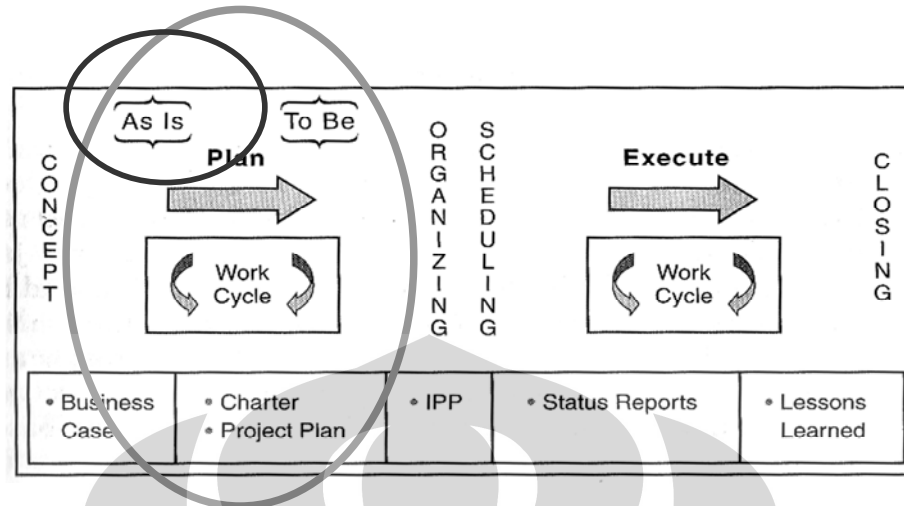 As Is
To Be
CONCEPT
Plan
Work
Cycle
ORGANIZING
SCHEDULING
Execute
Work
Cycle
CLOSING
• Business
Case
• Charter
• Project Plan
• IPP
• Status Reports
• Lessons
Learned